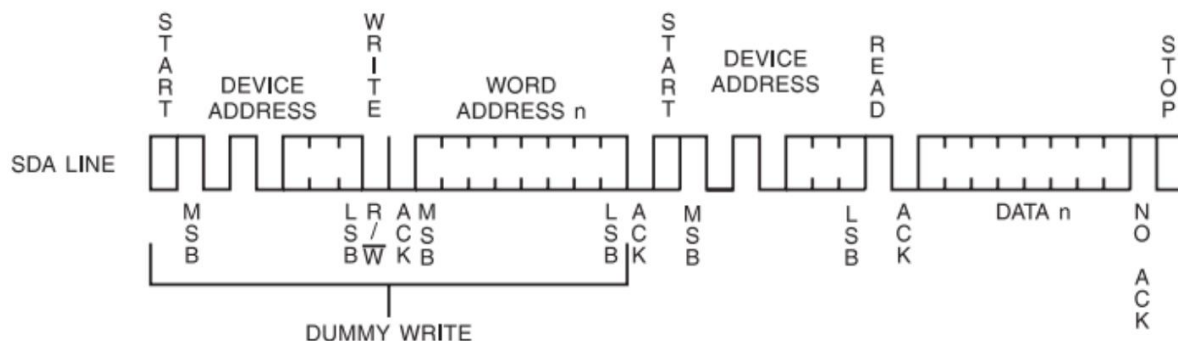 START
DEVICE
ADDRESS
WRITE
WORD
ADDRESS n
START
DEVICE
ADDRESS
READ
STOP
SDA LINE
MSB
LSB
R/W̅
ACK
MSB
LSB
ACK
MSB
LSB
ACK
DATA n
NO ACK
DUMMY WRITE